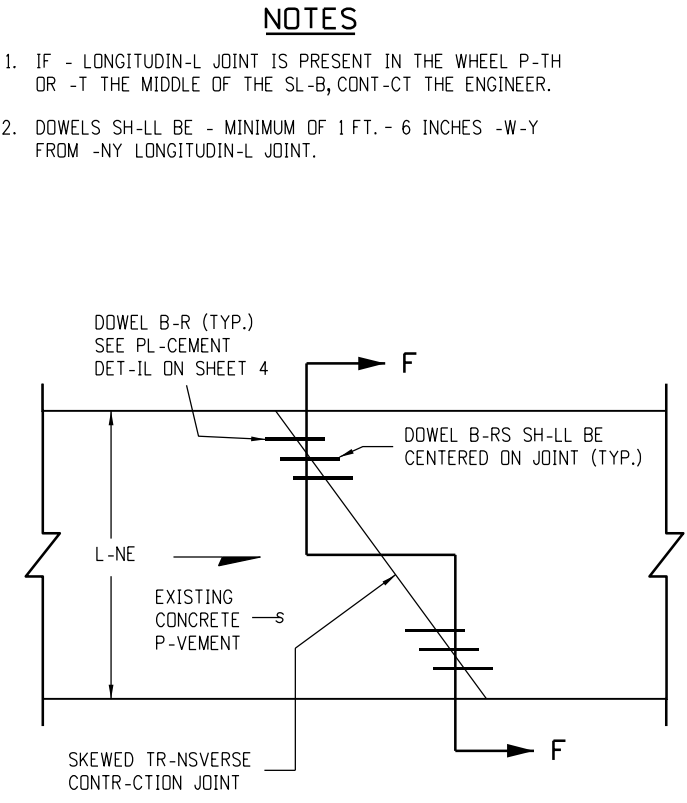 NOTES
1. IF - LONGITUDIN-L JOINT IS PRESENT IN THE WHEEL P-TH
OR -T THE MIDDLE OF THE SL-B, CONT-CT THE ENGINEER.
2. DOWELS SH-LL BE - MINIMUM OF 1 FT. - 6 INCHES -W-Y
FROM -NY LONGITUDIN-L JOINT.
DOWEL B-R (TYP.)
SEE PL-CEMENT
DET-IL ON SHEET 4
F
DOWEL B-RS SH-LL BE
CENTERED ON JOINT (TYP.)
L-NE
EXISTING
CONCRETE
P-VEMENT
S
F
SKEWED TR-NSVERSE
CONTR-CTION JOINT